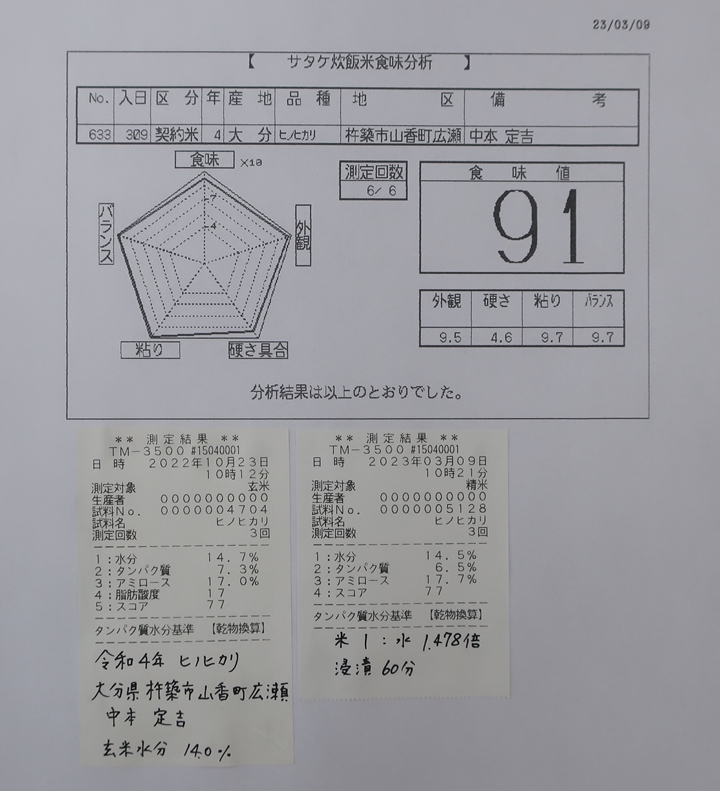 23/03/09
【 サタケ炊飯米食味分析 】
No. 入日 区分 年 産地 品種 地区 備考
633 309 契約米 4 大分 ヒノヒカリ 杵築市山香町広瀬 中本 定吉
食味 ×10
7
4
バランス
外観
粘り
硬さ具合
測定回数
6/ 6
食味値
91
外観 硬さ 粘り バランス
9.5 4.6 9.7 9.7
分析結果は以上のとおりでした。
** 測定結果 **
TM-3500 #15040001
日時 2022年10月23日
10時12分
測定対象 玄米
生産者 0000000000
試料No. 0000004704
試料名 ヒノヒカリ
測定回数 3回
1:水分 14.7%
2:タンパク質 7.3%
3:アミロース 17.0%
4:脂肪酸度 17
5:スコア 77
タンパク質水分基準 【乾物換算】
令和4年 ヒノヒカリ
大分県杵築市山香町広瀬
中本 定吉
玄米水分 14.0%
** 測定結果 **
TM-3500 #15040001
日時 2023年03月09日
10時21分
測定対象 精米
生産者 0000000000
試料No. 0000005128
試料名 ヒノヒカリ
測定回数 3回
1:水分 14.5%
2:タンパク質 6.5%
3:アミロース 17.7%
4:スコア 77
タンパク質水分基準 【乾物換算】
米 1 : 水 1.478倍
浸漬 60分